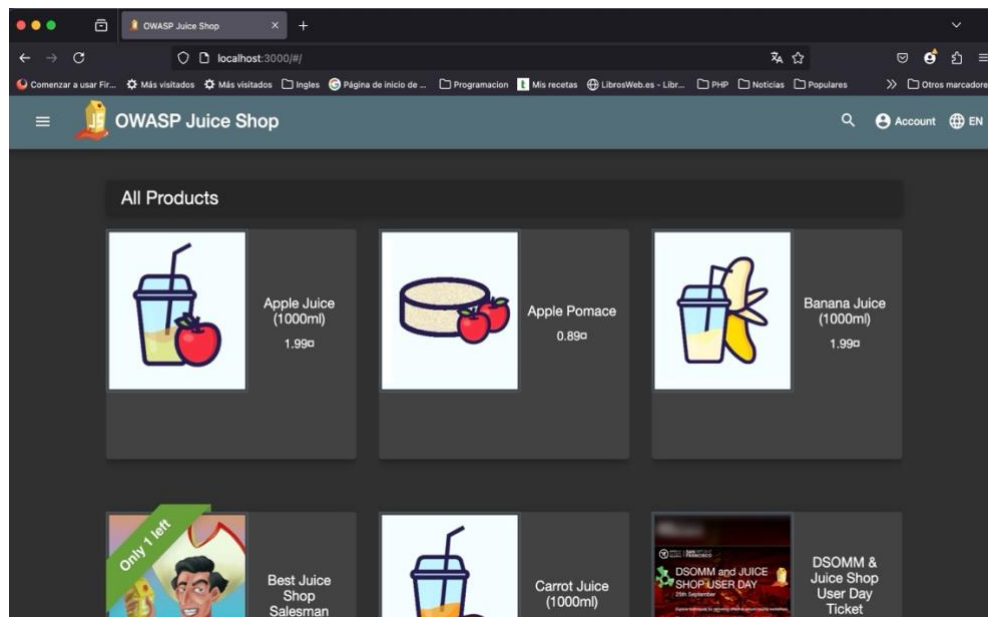 OWASP Juice Shop
localhost:3000/#/
Comenzar a usar Fir... Más visitados Más visitados Ingles Página de inicio de ... Programacion Mis recetas LibrosWeb.es - Libr... PHP Noticias Populares Otros marcadore
OWASP Juice Shop Account EN
All Products
Apple Juice
(1000ml)
1.99¤
Apple Pomace
0.89¤
Banana Juice
(1000ml)
1.99¤
Only 1 left
Best Juice
Shop
Salesman
Carrot Juice
(1000ml)
DSOMM and JUICE
SHOP USER DAY
25th September
DSOMM &
Juice Shop
User Day
Ticket